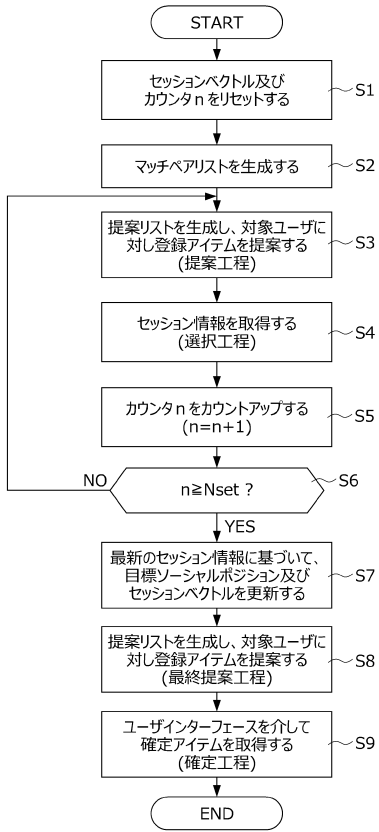 START
セッションベクトル及び
カウンタnをリセットする
S1
マッチペアリストを生成する
S2
提案リストを生成し、対象ユーザに
対し登録アイテムを提案する
(提案工程)
S3
セッション情報を取得する
(選択工程)
S4
カウンタnをカウントアップする
(n=n+1)
S5
n≧Nset ?
S6
NO
YES
最新のセッション情報に基づいて、
目標ソーシャルポジション及び
セッションベクトルを更新する
S7
提案リストを生成し、対象ユーザに
対し登録アイテムを提案する
(最終提案工程)
S8
ユーザインターフェースを介して
確定アイテムを取得する
(確定工程)
S9
END